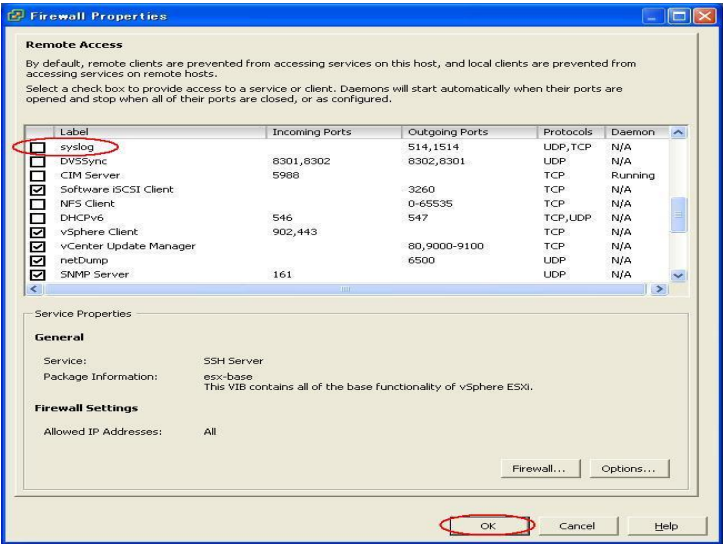 Firewall Properties
Remote Access
By default, remote clients are prevented from accessing services on this host, and local clients are prevented from
accessing services on remote hosts.
Select a check box to provide access to a service or client. Daemons will start automatically when their ports are
opened and stop when all of their ports are closed, or as configured.
Label Incoming Ports Outgoing Ports Protocols Daemon
syslog 514,1514 UDP,TCP N/A
DVSSync 8301,8302 8302,8301 UDP N/A
CIM Server 5988 TCP Running
Software iSCSI Client 3260 TCP N/A
NFS Client 0-65535 TCP N/A
DHCPv6 546 547 TCP,UDP N/A
vSphere Client 902,443 TCP N/A
vCenter Update Manager 80,9000-9100 TCP N/A
netDump 6500 UDP N/A
SNMP Server 161 UDP N/A
Service Properties
General
Service: SSH Server
Package Information: esx-base
This VIB contains all of the base functionality of vSphere ESXi.
Firewall Settings
Allowed IP Addresses: All
Firewall... Options...
OK Cancel Help